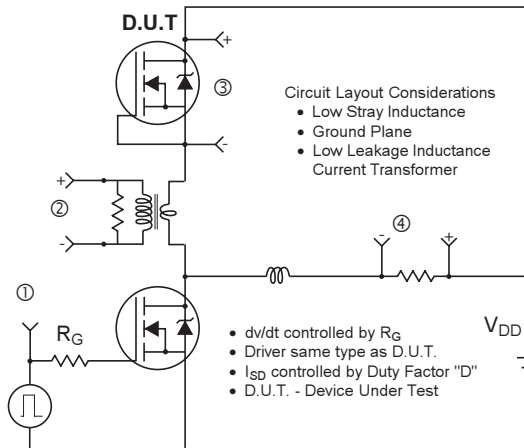 D.U.T
+
③
-
Circuit Layout Considerations
• Low Stray Inductance
• Ground Plane
• Low Leakage Inductance
Current Transformer
+
②
-
④
-
+
①
RG
VDD
• dv/dt controlled by RG
• Driver same type as D.U.T.
• ISD controlled by Duty Factor "D"
• D.U.T. - Device Under Test